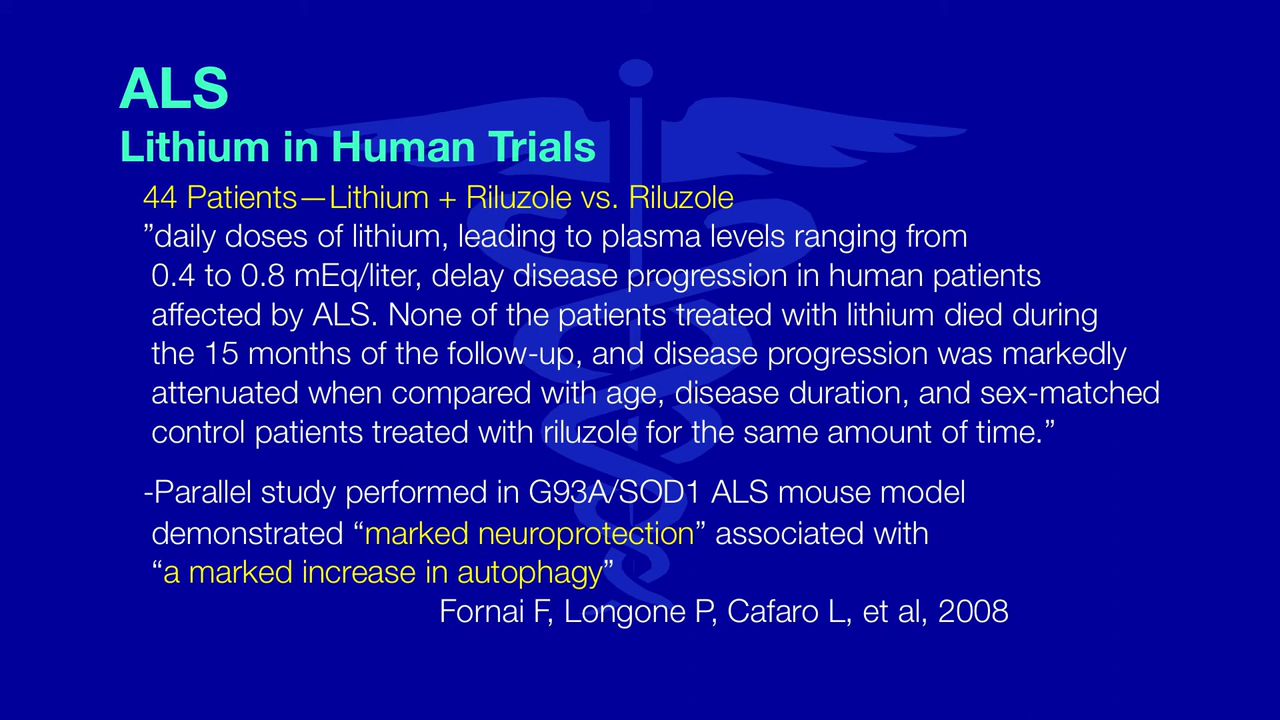 ALS
Lithium in Human Trials
44 Patients—Lithium + Riluzole vs. Riluzole
”daily doses of lithium, leading to plasma levels ranging from
0.4 to 0.8 mEq/liter, delay disease progression in human patients
affected by ALS. None of the patients treated with lithium died during
the 15 months of the follow-up, and disease progression was markedly
attenuated when compared with age, disease duration, and sex-matched
control patients treated with riluzole for the same amount of time.”
-Parallel study performed in G93A/SOD1 ALS mouse model
demonstrated “marked neuroprotection” associated with
“a marked increase in autophagy”
Fornai F, Longone P, Cafaro L, et al, 2008